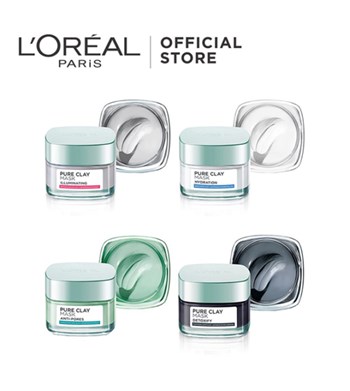 L'ORÉAL
PARIS
OFFICIAL
STORE
PURE CLAY
MASK
ILLUMINATING
PURE CLAY
MASK
HYDRATION
PURE CLAY
MASK
ANTI-PORES
PURE CLAY
MASK
DETOXIFY